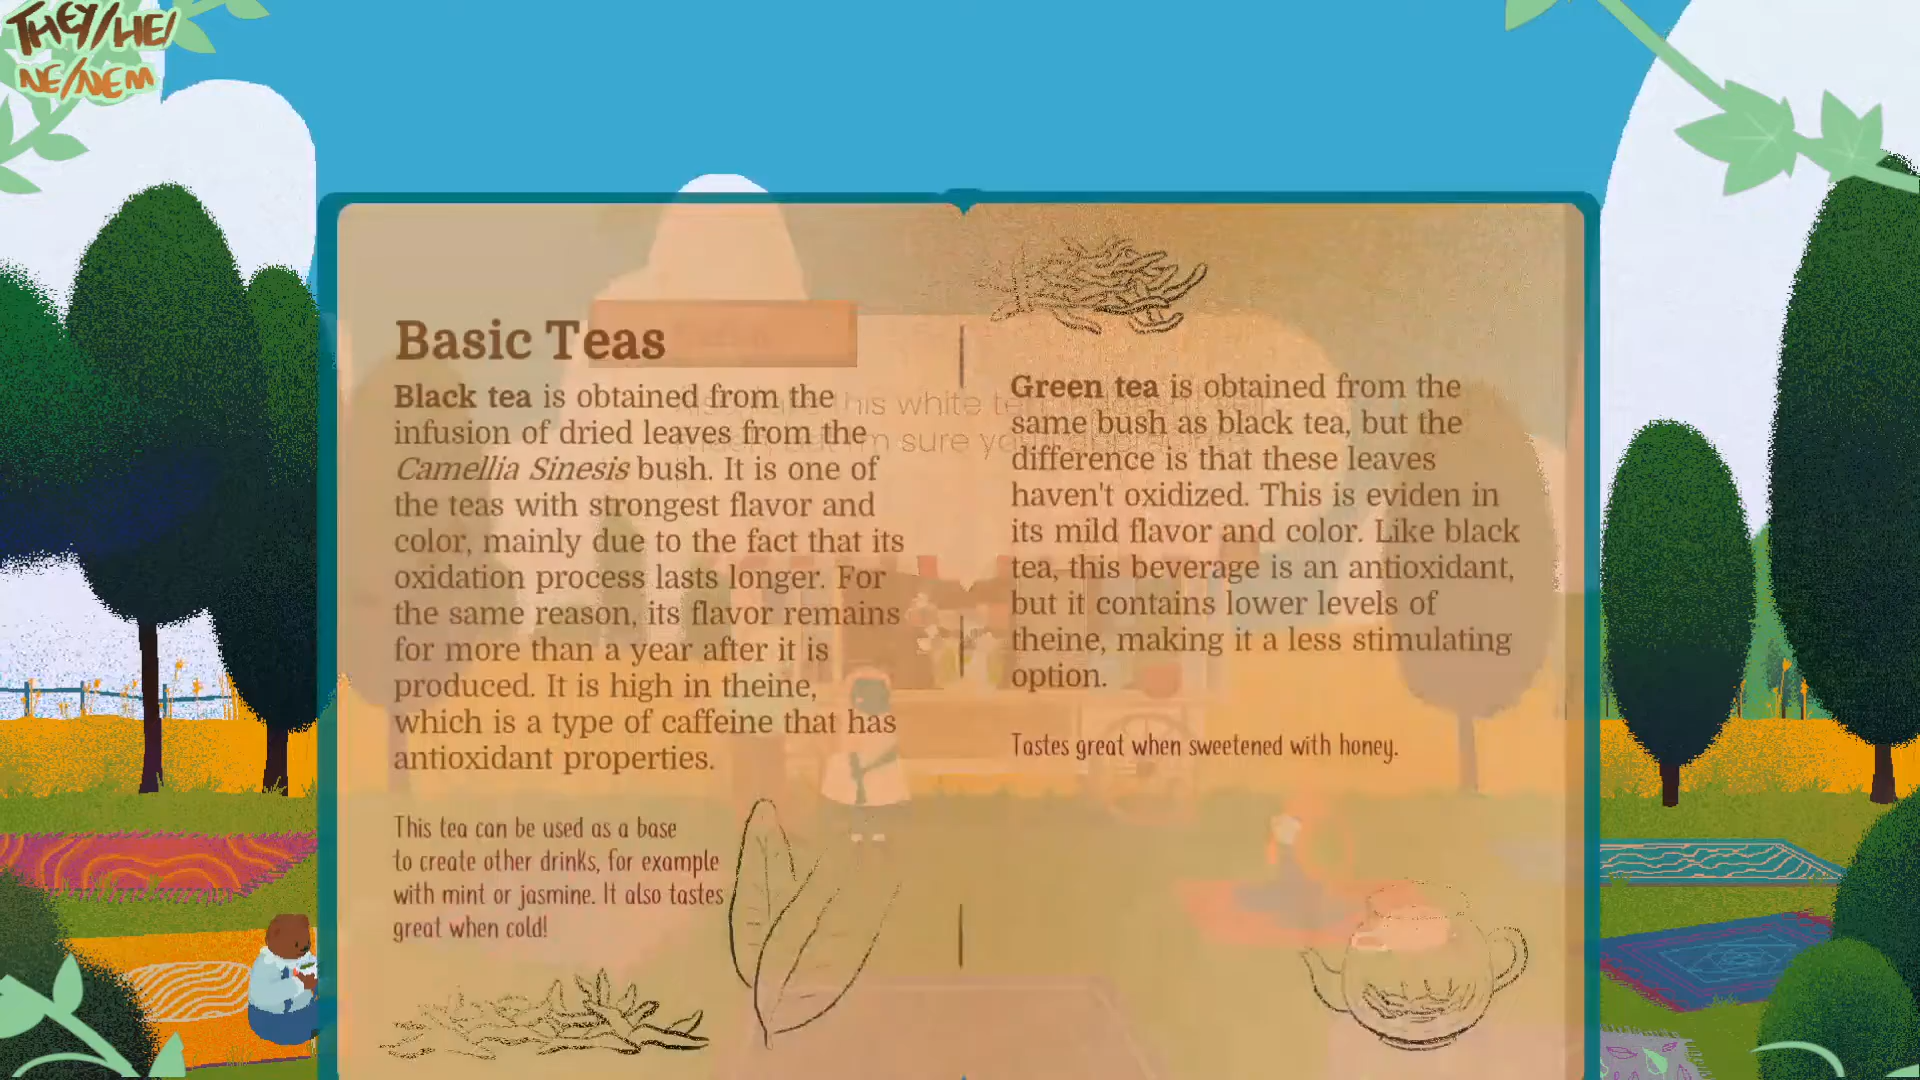 THEY/HE/
NE/NEM
Basic Teas
Black tea is obtained from the
infusion of dried leaves from the
Camellia Sinesis bush. It is one of
the teas with strongest flavor and
color, mainly due to the fact that its
oxidation process lasts longer. For
the same reason, its flavor remains
for more than a year after it is
produced. It is high in theine,
which is a type of caffeine that has
antioxidant properties.
This tea can be used as a base
to create other drinks, for example
with mint or jasmine. It also tastes
great when cold!
his white
m sure
Green tea is obtained from the
same bush as black tea, but the
difference is that these leaves
haven't oxidized. This is eviden in
its mild flavor and color. Like black
tea, this beverage is an antioxidant,
but it contains lower levels of
theine, making it a less stimulating
option.
Tastes great when sweetened with honey.